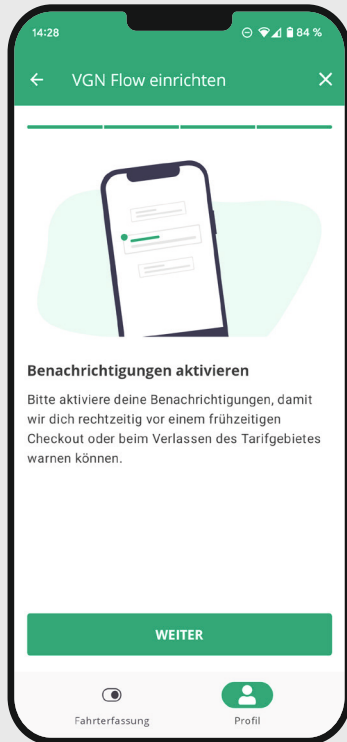 14:28
84 %
VGN Flow einrichten
Benachrichtigungen aktivieren
Bitte aktiviere deine Benachrichtigungen, damit
wir dich rechtzeitig vor einem frühzeitigen
Checkout oder beim Verlassen des Tarifgebietes
warnen können.
WEITER
Fahrterfassung
Profil